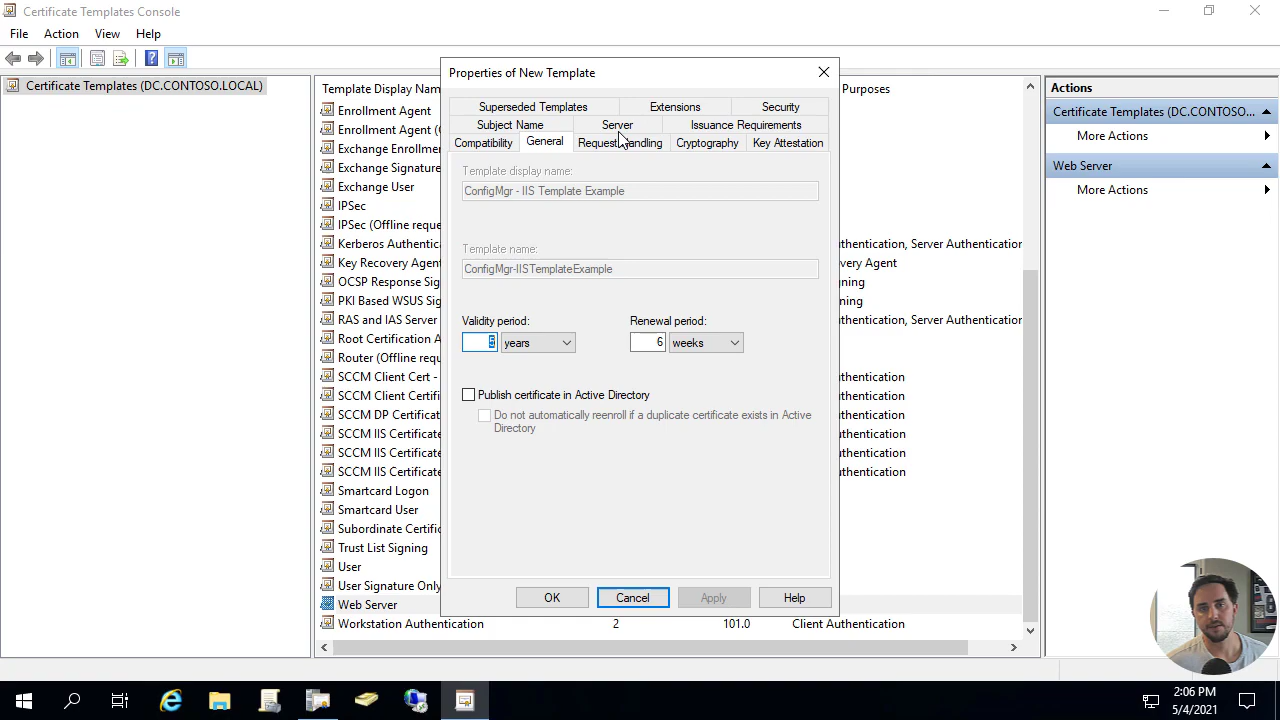 Certificate Templates Console
File Action View Help
Certificate Templates (DC.CONTOSO.LOCAL)
Template Display Nam
Purposes
Enrollment Agent
Enrollment Agent (
Exchange Enrollme
Exchange Signature
Exchange User
IPSec
IPSec (Offline reque
Kerberos Authentica
uthentication, Server Authentication
Key Recovery Agen
very Agent
OCSP Response Sig
ning
PKI Based WSUS Sig
ning
RAS and IAS Server
uthentication, Server Authentication
Root Certification A
Router (Offline requ
SCCM Client Cert -
uthentication
SCCM Client Certif
uthentication
SCCM DP Certificat
uthentication
SCCM IIS Certificate
uthentication
SCCM IIS Certificate
uthentication
SCCM IIS Certificate
uthentication
Smartcard Logon
Smartcard User
Subordinate Certific
Trust List Signing
User
User Signature Only
Web Server
Workstation Authentication 2 101.0 Client Authentication
Properties of New Template
Superseded Templates Extensions Security
Subject Name Server Issuance Requirements
Compatibility General Request Handling Cryptography Key Attestation
Template display name:
ConfigMgr - IIS Template Example
Template name:
ConfigMgr-IISTemplateExample
Validity period: Renewal period:
5 years 6 weeks
Publish certificate in Active Directory
Do not automatically reenroll if a duplicate certificate exists in Active
Directory
OK Cancel Apply Help
Actions
Certificate Templates (DC.CONTOSO...
More Actions
Web Server
More Actions
2:06 PM
5/4/2021